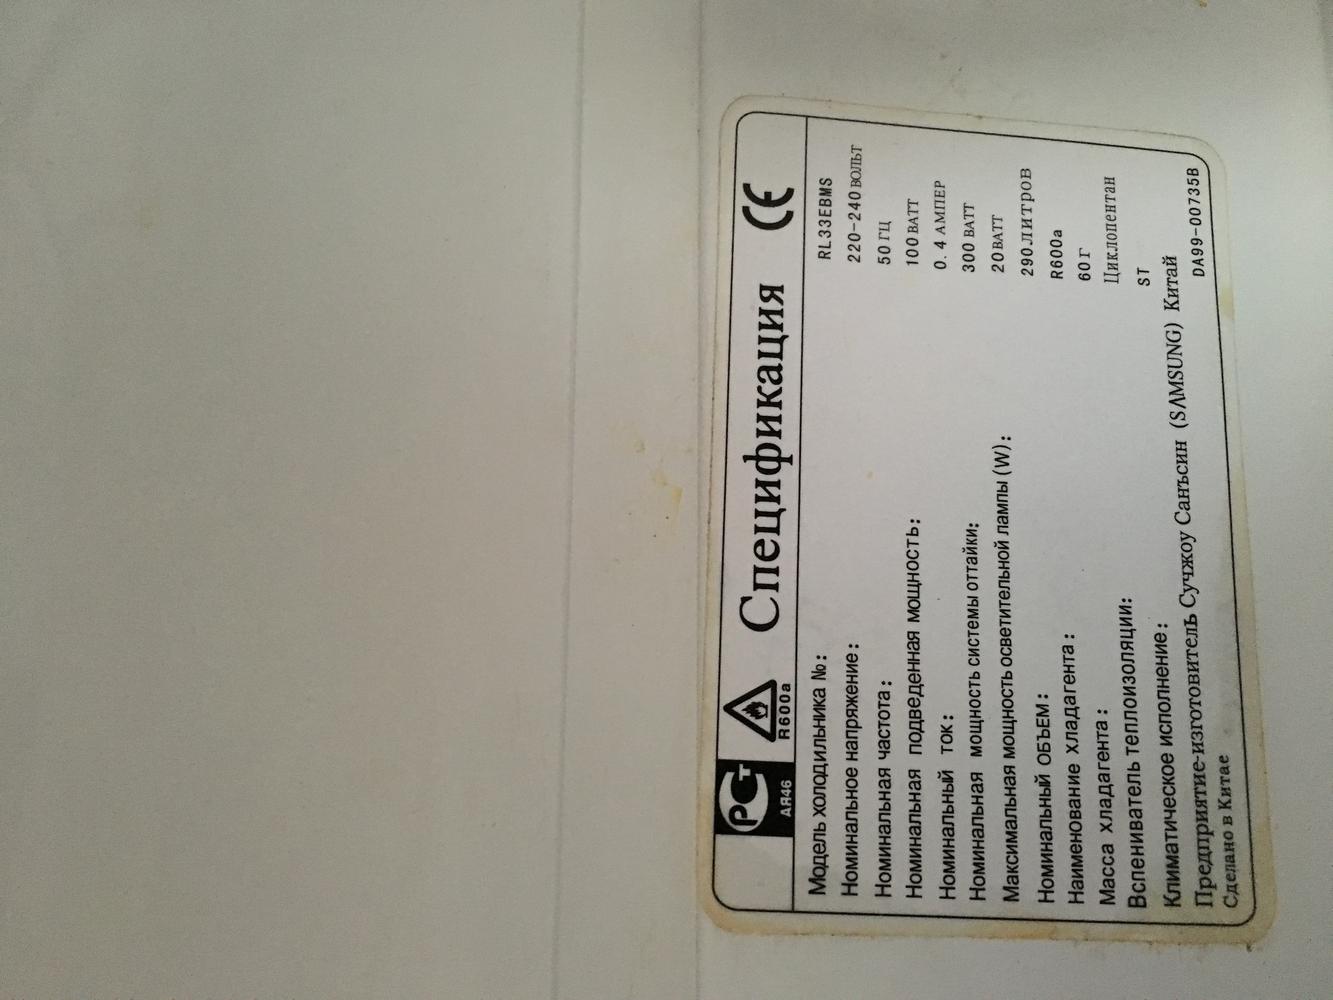 РСТ
АЯ46
R600a
Спецификация
CE
Модель холодильника №: RL33EBMS
Номинальное напряжение: 220-240 ВОЛЬТ
Номинальная частота: 50 ГЦ
Номинальная подведенная мощность: 100 ВАТТ
Номинальный ток: 0.4 АМПЕР
Номинальная мощность системы оттайки: 300 ВАТТ
Максимальная мощность осветительной лампы (W): 20 ВАТТ
Номинальный ОБЪЕМ: 290 литров
Наименование хладагента: R600a
Масса хладагента: 60 Г
Вспениватель теплоизоляции: Циклопентан
Климатическое исполнение: ST
Предприятие-изготовитель Сучжоу Санъсин (SAMSUNG) Китай
Сделано в Китае DA99-00735B